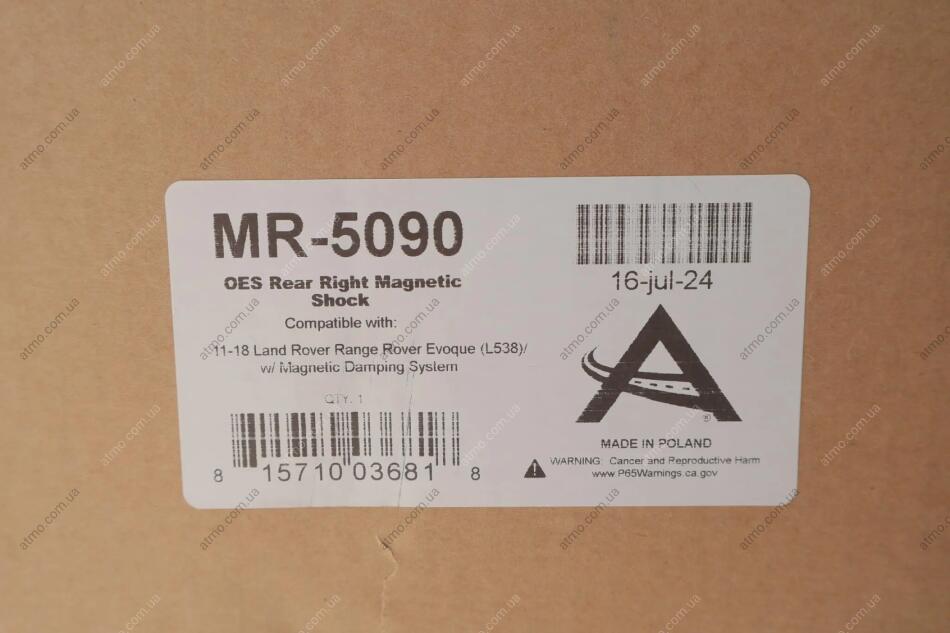 MR-5090
OES Rear Right Magnetic
Shock
Compatible with:
11-18 Land Rover Range Rover Evoque (L538)/
w/ Magnetic Damping System
QTY. 1
8 15710 03681 8
16-jul-24
®
MADE IN POLAND
WARNING: Cancer and Reproductive Harm
www.P65Warnings.ca.gov
atmo.com.ua